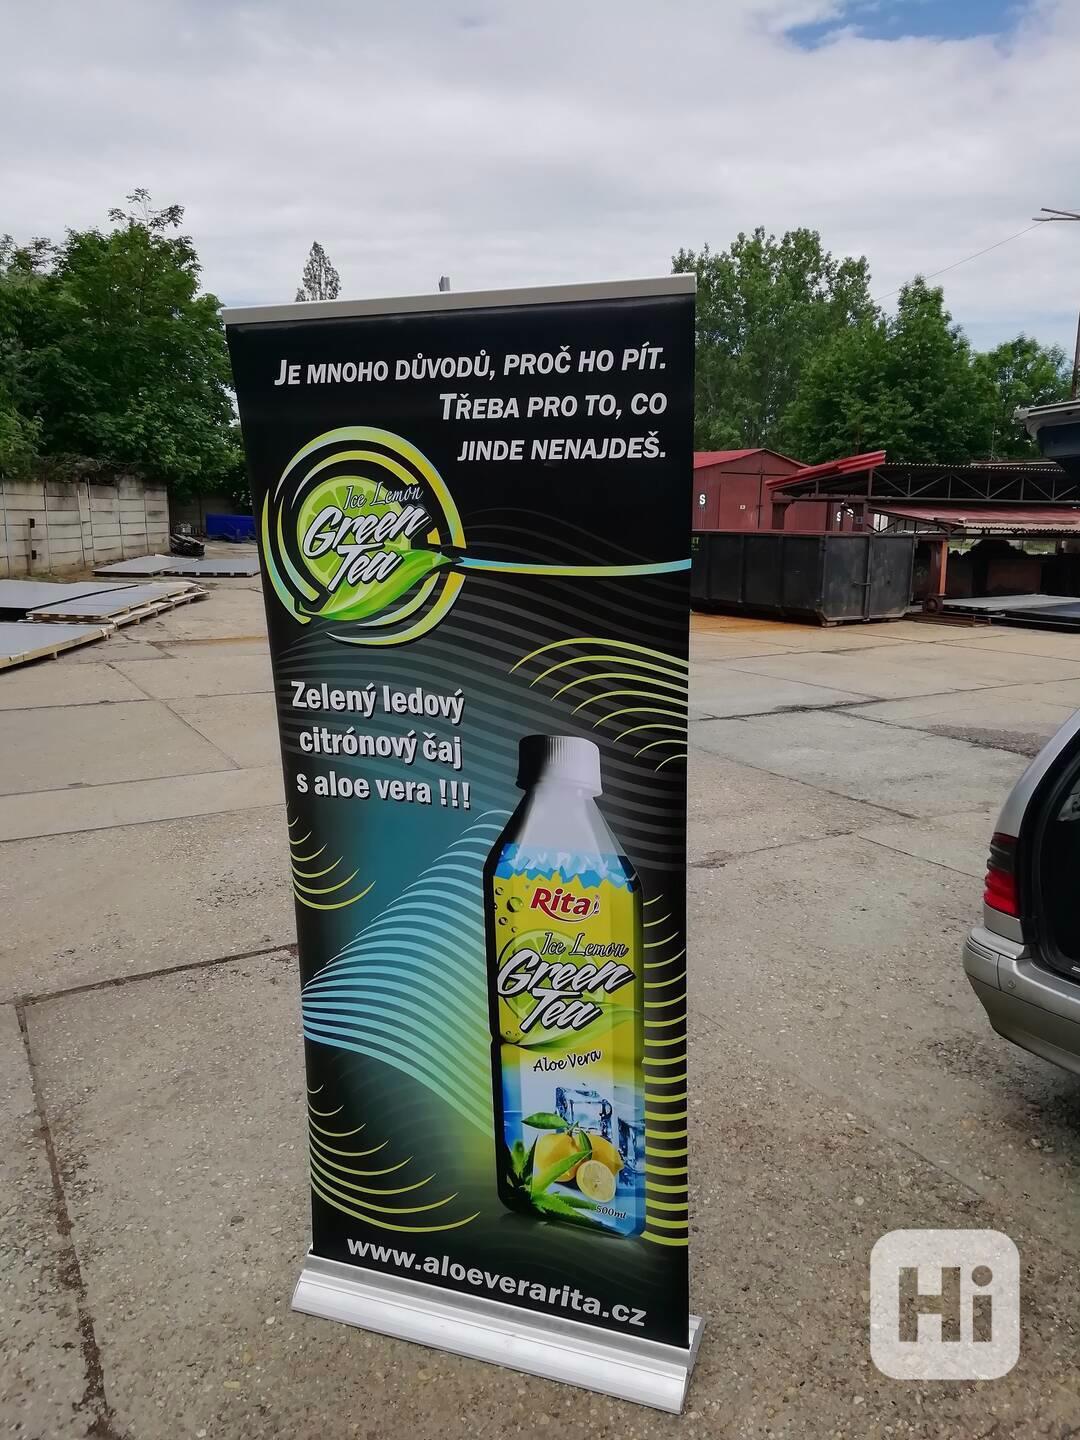 JE MNOHO DŮVODŮ, PROČ HO PÍT.
TŘEBA PRO TO, CO
JINDE NENAJDEŠ.
Ice Lemon
Green
Tea
Zelený ledový
citrónový čaj
s aloe vera !!!
Rita®
Ice Lemon
Green
Tea
Aloe Vera
500ml
www.aloeverarita.cz
S
S
Hi